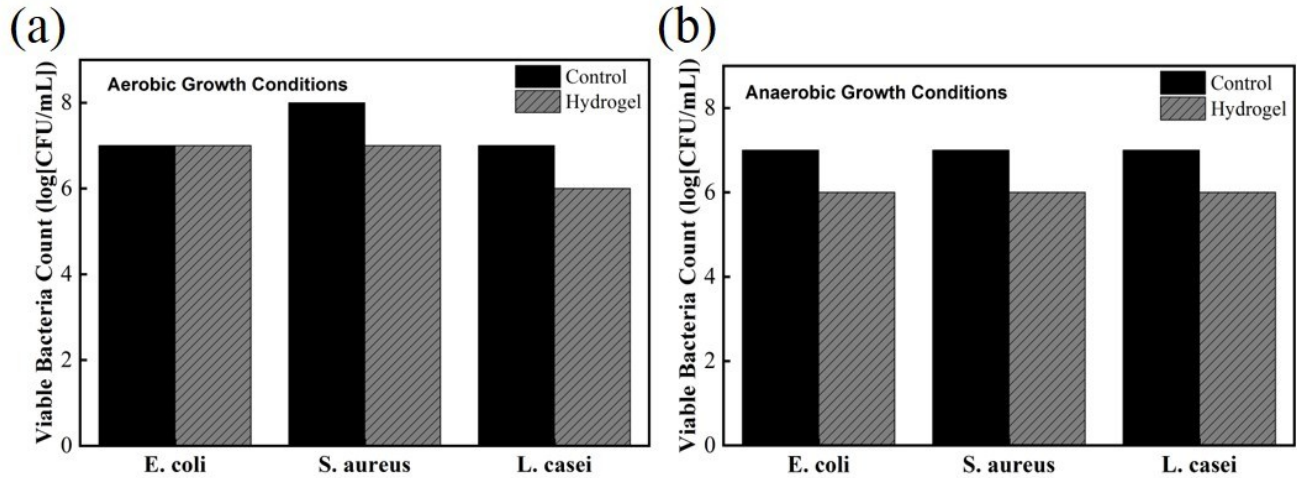 (a)
Aerobic Growth Conditions
Control
Hydrogel
Viable Bacteria Count (log[CFU/mL])
8
6
4
2
0
E. coli
S. aureus
L. casei
(b)
Anaerobic Growth Conditions
Control
Hydrogel
Viable Bacteria Count (log[CFU/mL])
8
6
4
2
0
E. coli
S. aureus
L. casei